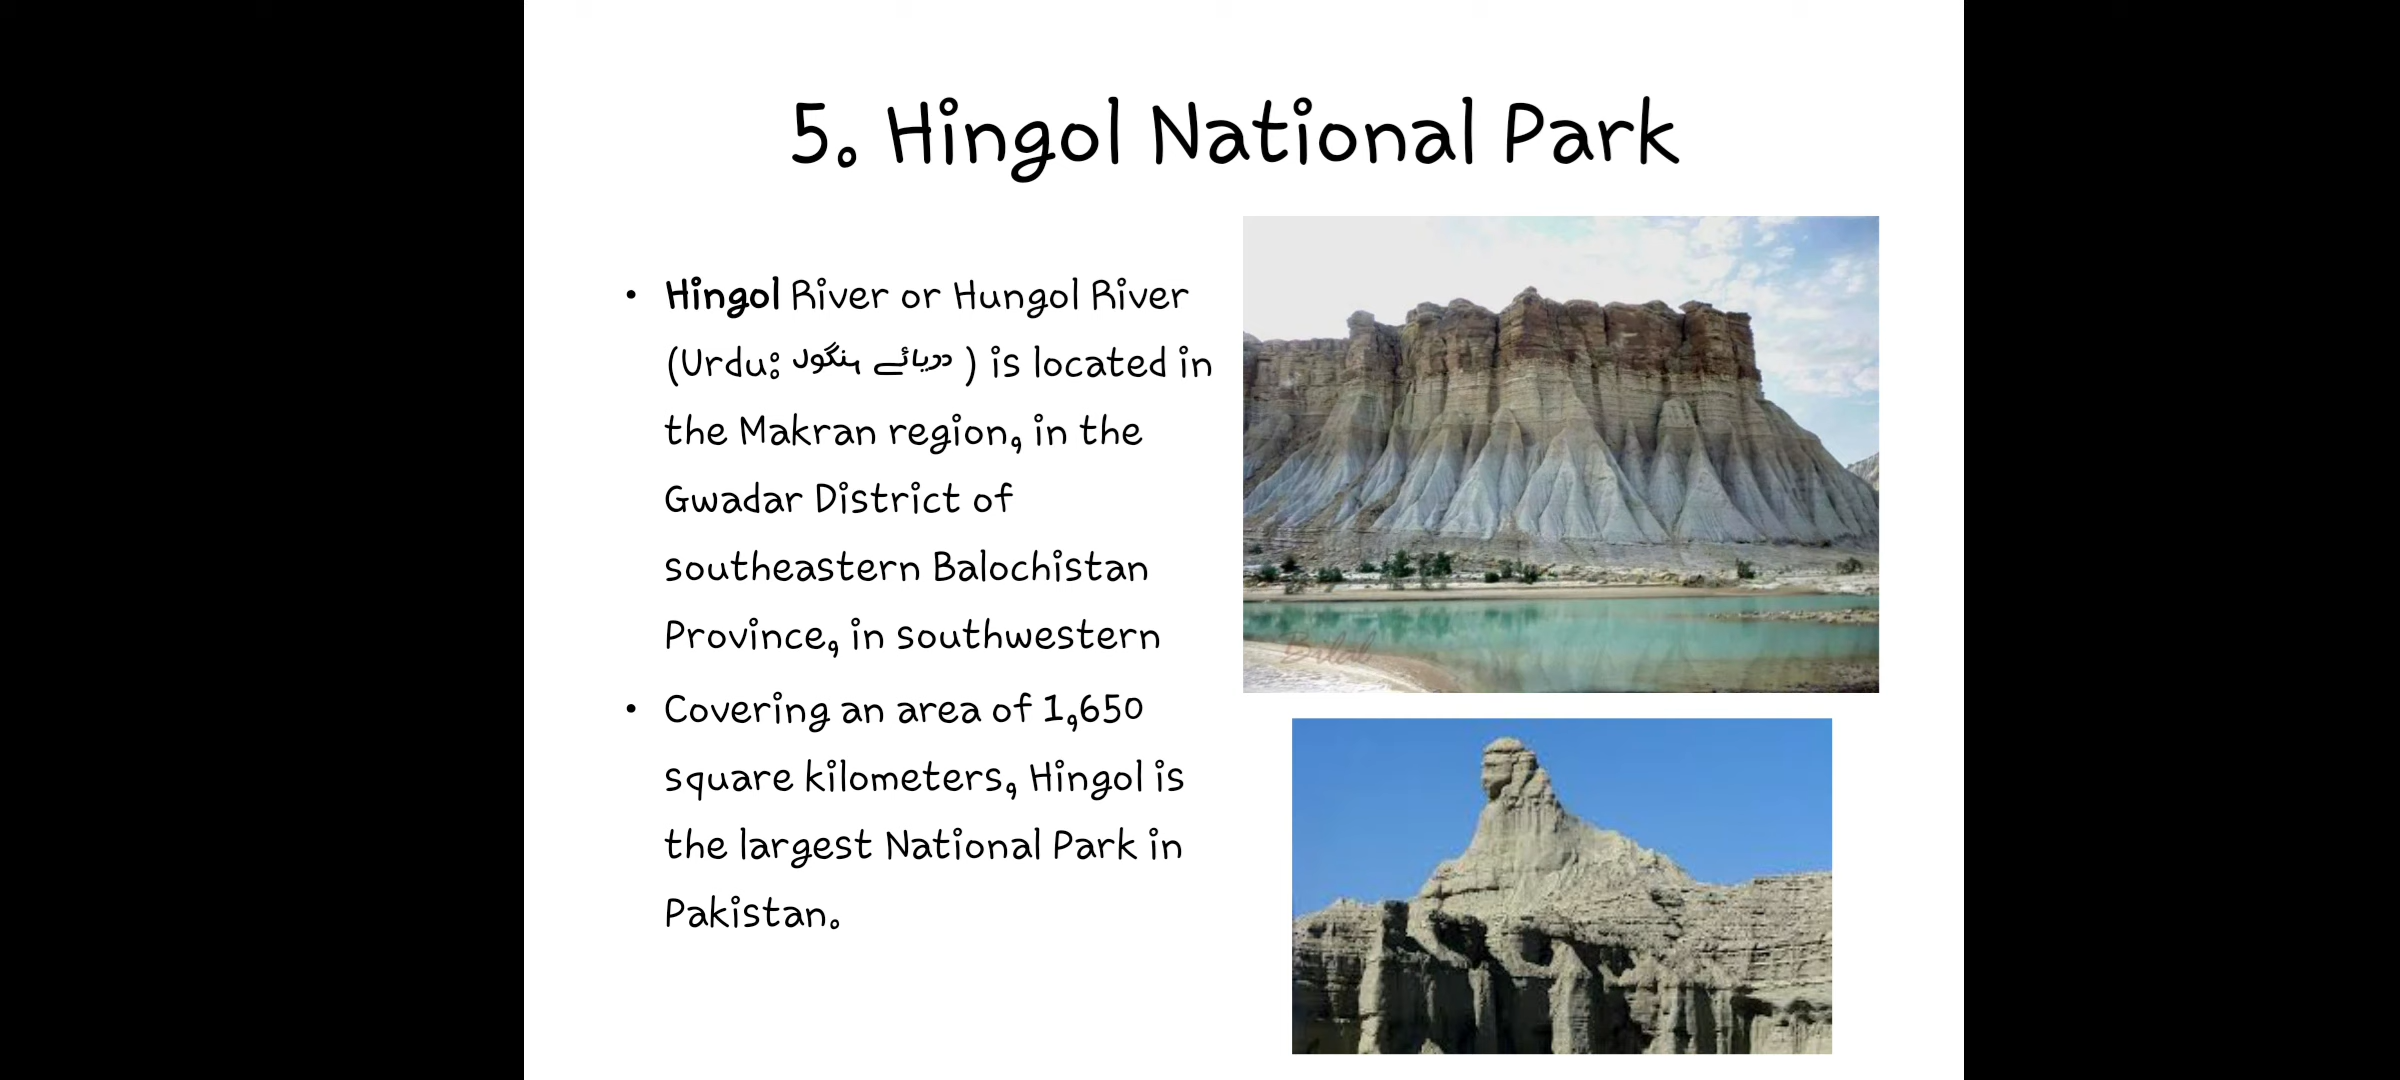 5. Hingol National Park
• Hingol River or Hungol River
(Urdu: دریائے ہنگول ) is located in
the Makran region, in the
Gwadar District of
southeastern Balochistan
Province, in southwestern
• Covering an area of 1,650
square kilometers, Hingol is
the largest National Park in
Pakistan.
Bilal